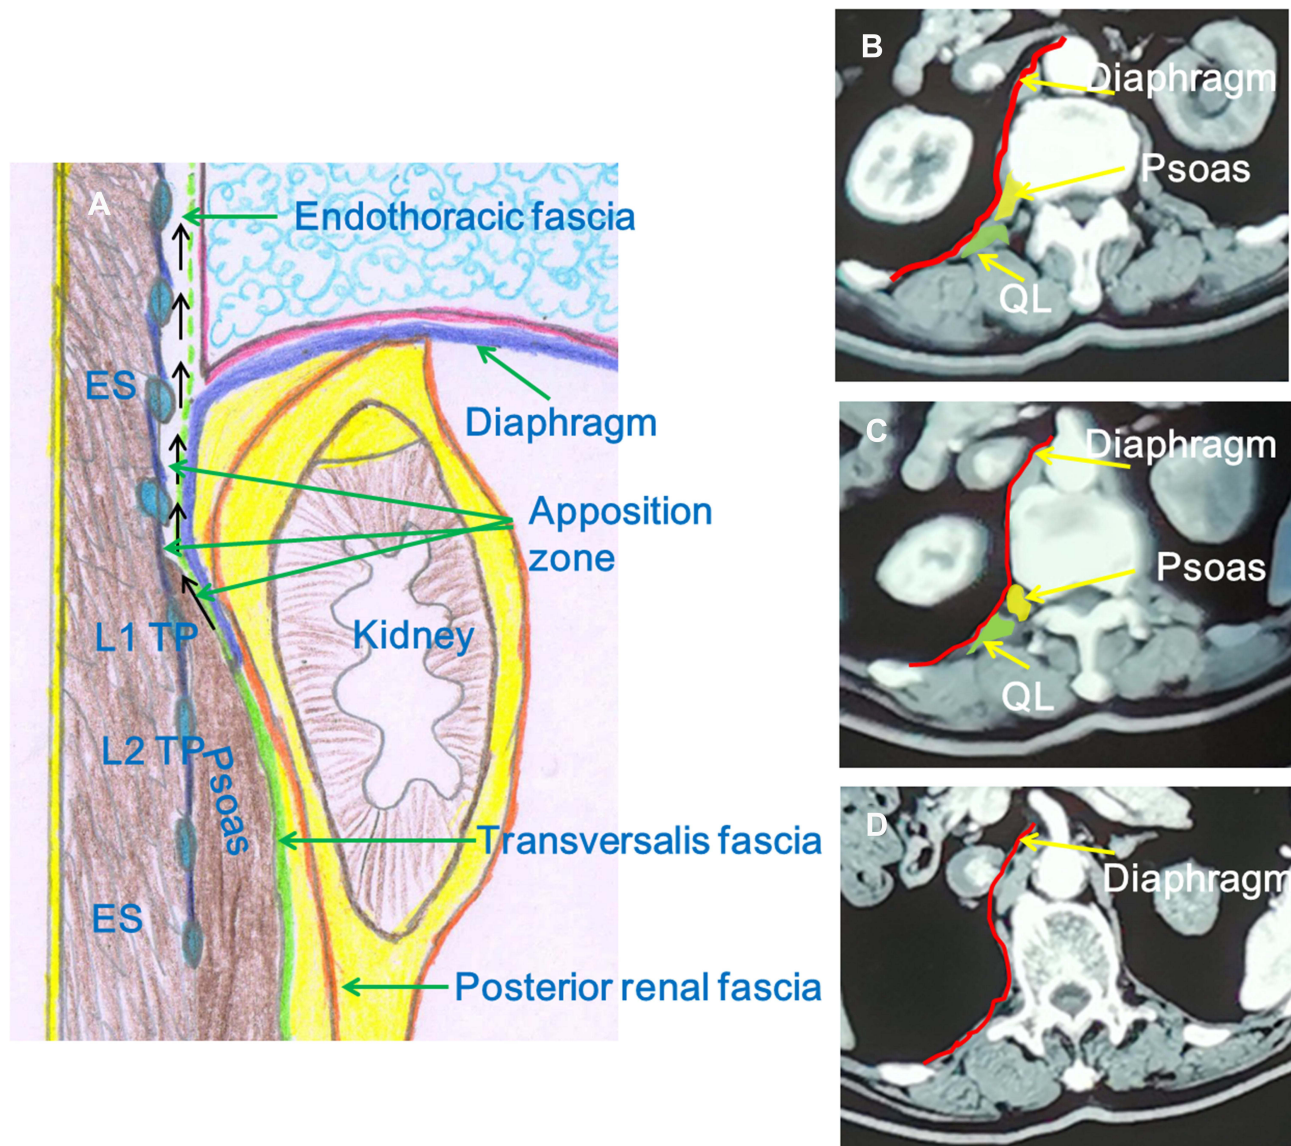 A
Endothoracic fascia
ES
Diaphragm
Apposition
zone
L1 TP
Kidney
L2 TP
Psoas
Transversalis fascia
ES
Posterior renal fascia
B
Diaphragm
Psoas
QL
C
Diaphragm
Psoas
QL
D
Diaphragm